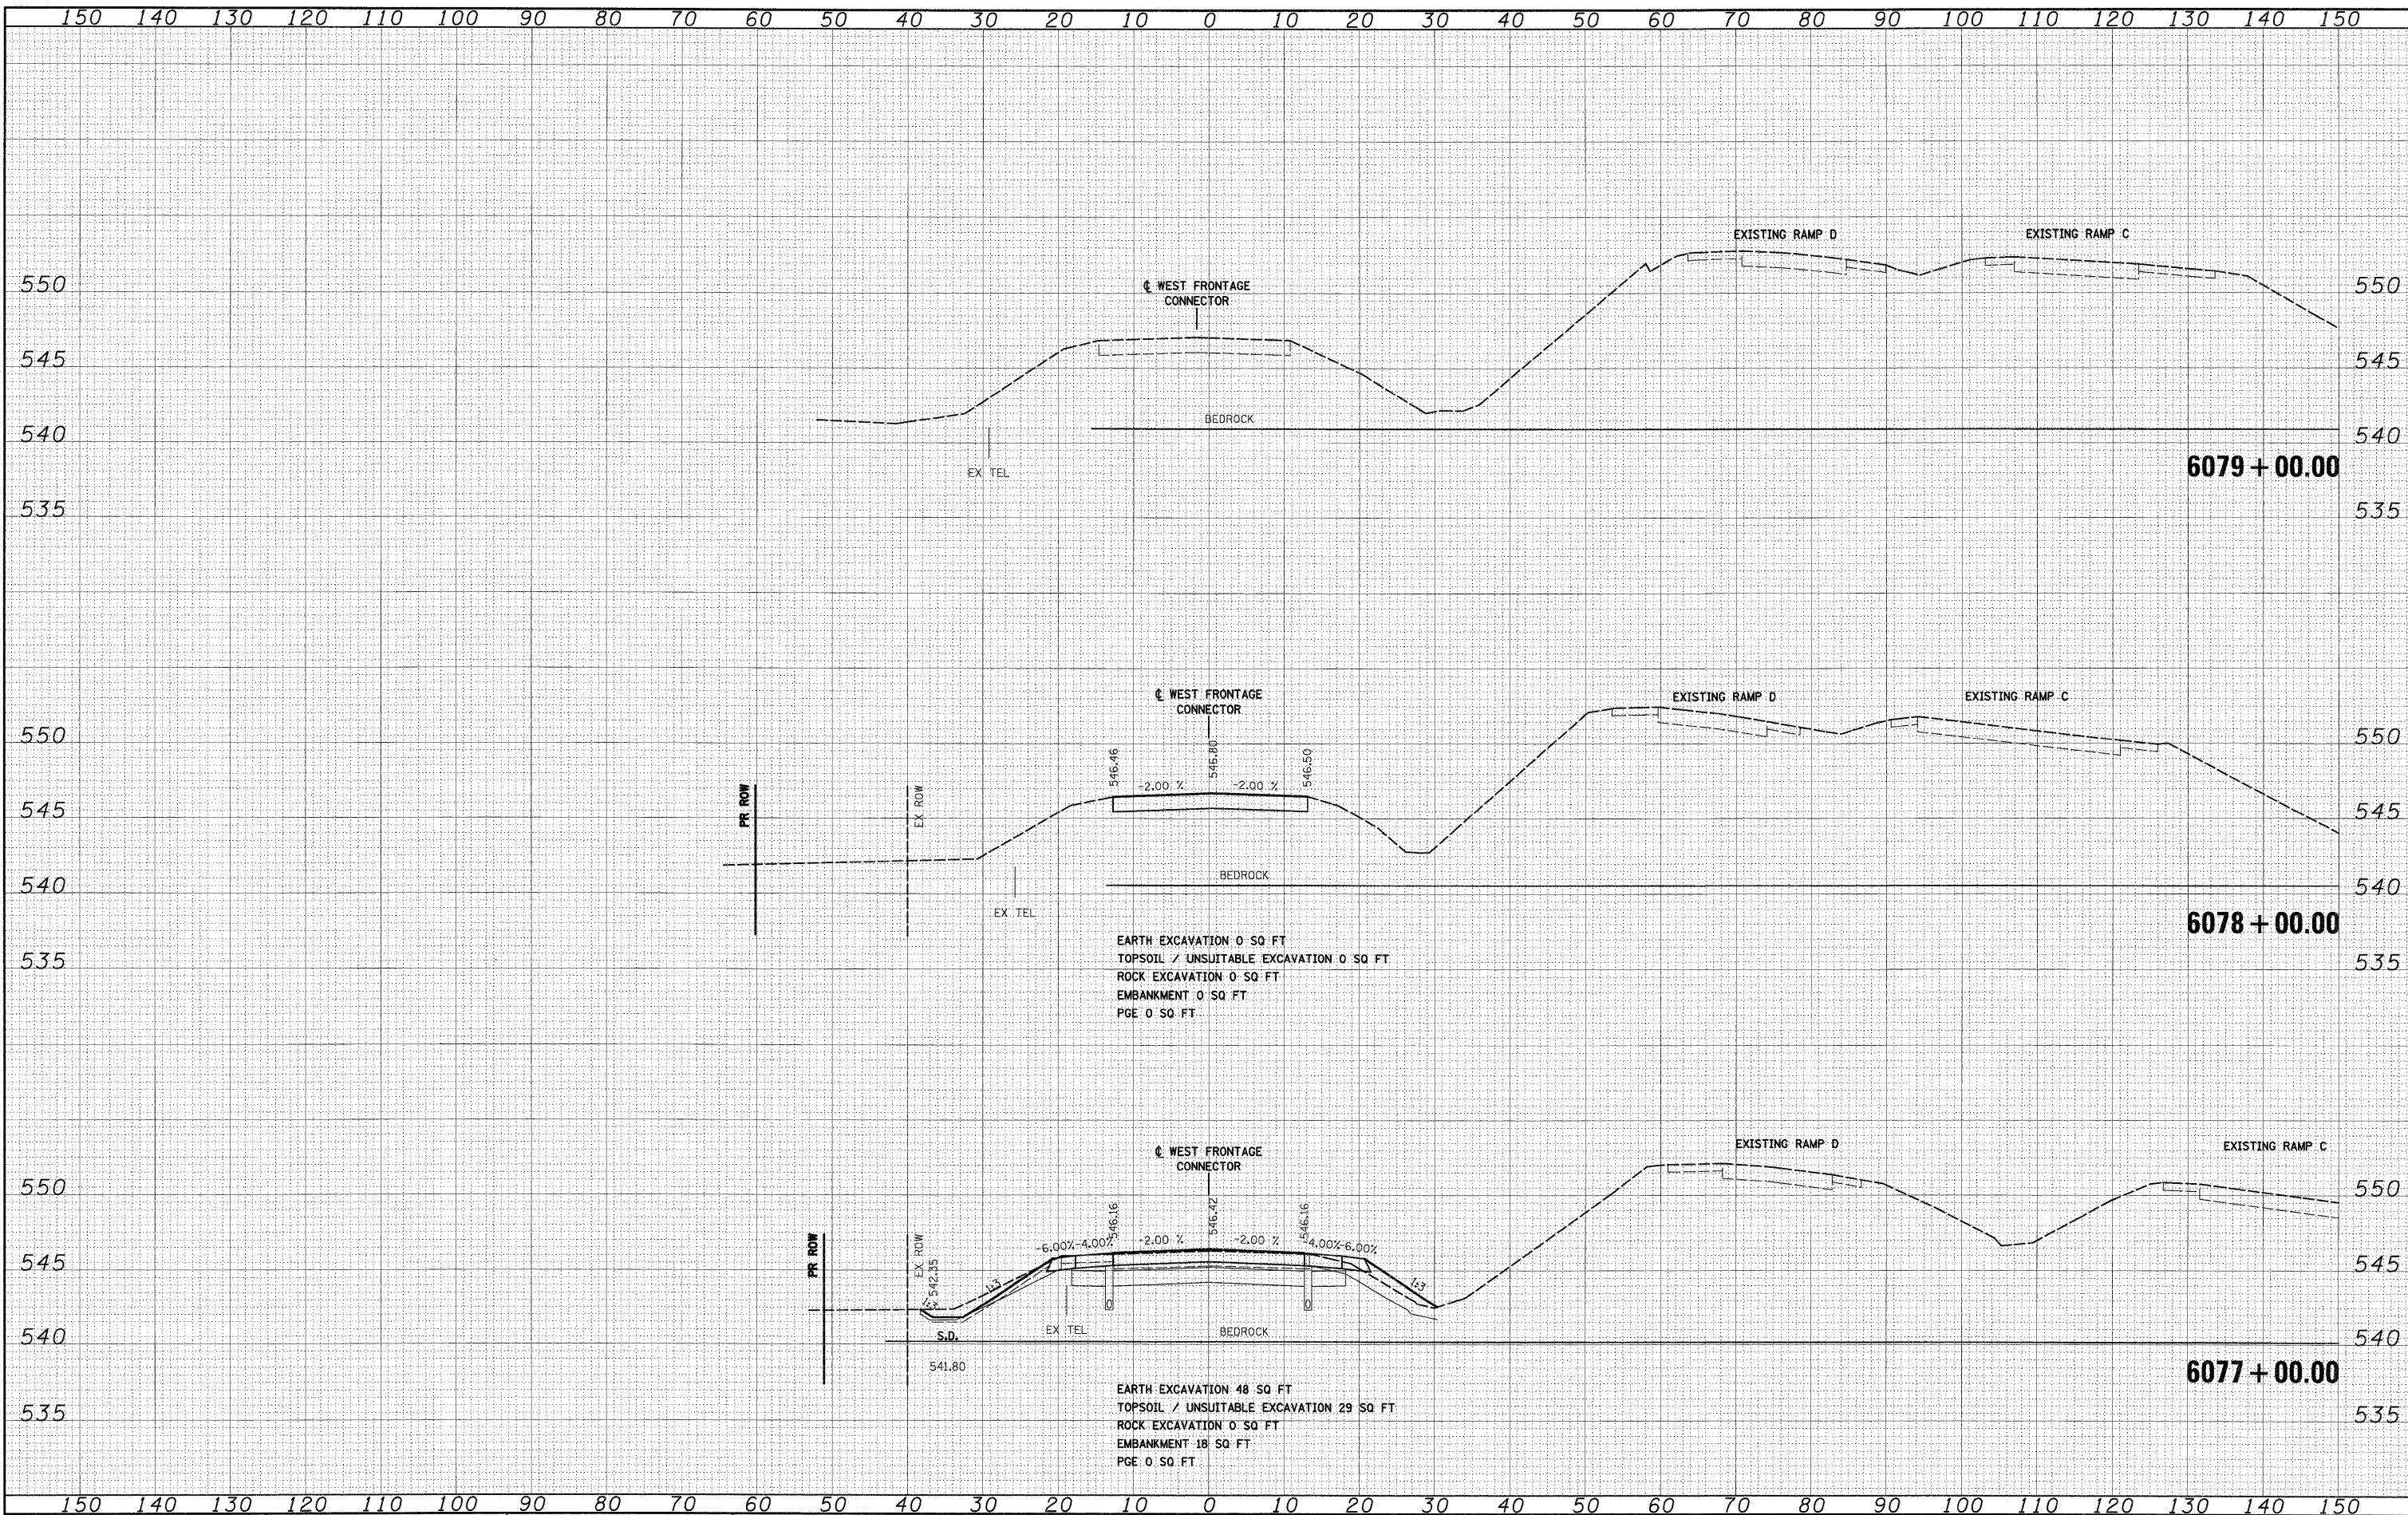 150 140 130 120 110 100 90 80 70 60 50 40 30 20 10 0 10 20 30 40 50 60 70 80 90 100 110 120 130 140 150
EXISTING RAMP D
EXISTING RAMP C
550
550
℄ WEST FRONTAGE
CONNECTOR
545
545
BEDROCK
540
540
EX TEL
6079+00.00
535
535
℄ WEST FRONTAGE
CONNECTOR
EXISTING RAMP D
EXISTING RAMP C
550
550
546.46
546.80
546.50
-2.00 %
-2.00 %
PR ROW
EX ROW
545
545
BEDROCK
540
540
EX TEL
6078+00.00
EARTH EXCAVATION 0 SQ FT
TOPSOIL / UNSUITABLE EXCAVATION 0 SQ FT
ROCK EXCAVATION 0 SQ FT
EMBANKMENT 0 SQ FT
PGE 0 SQ FT
535
535
℄ WEST FRONTAGE
CONNECTOR
EXISTING RAMP D
EXISTING RAMP C
550
550
546.16
546.42
546.16
-6.00%
-4.00%
-2.00 %
-2.00 %
-4.00%
-6.00%
PR ROW
EX ROW
542.35
545
545
1:3
1:3
1:3
S.D.
EX TEL
BEDROCK
540
540
541.80
6077+00.00
EARTH EXCAVATION 48 SQ FT
TOPSOIL / UNSUITABLE EXCAVATION 29 SQ FT
ROCK EXCAVATION 0 SQ FT
EMBANKMENT 18 SQ FT
PGE 0 SQ FT
535
535
150 140 130 120 110 100 90 80 70 60 50 40 30 20 10 0 10 20 30 40 50 60 70 80 90 100 110 120 130 140 150